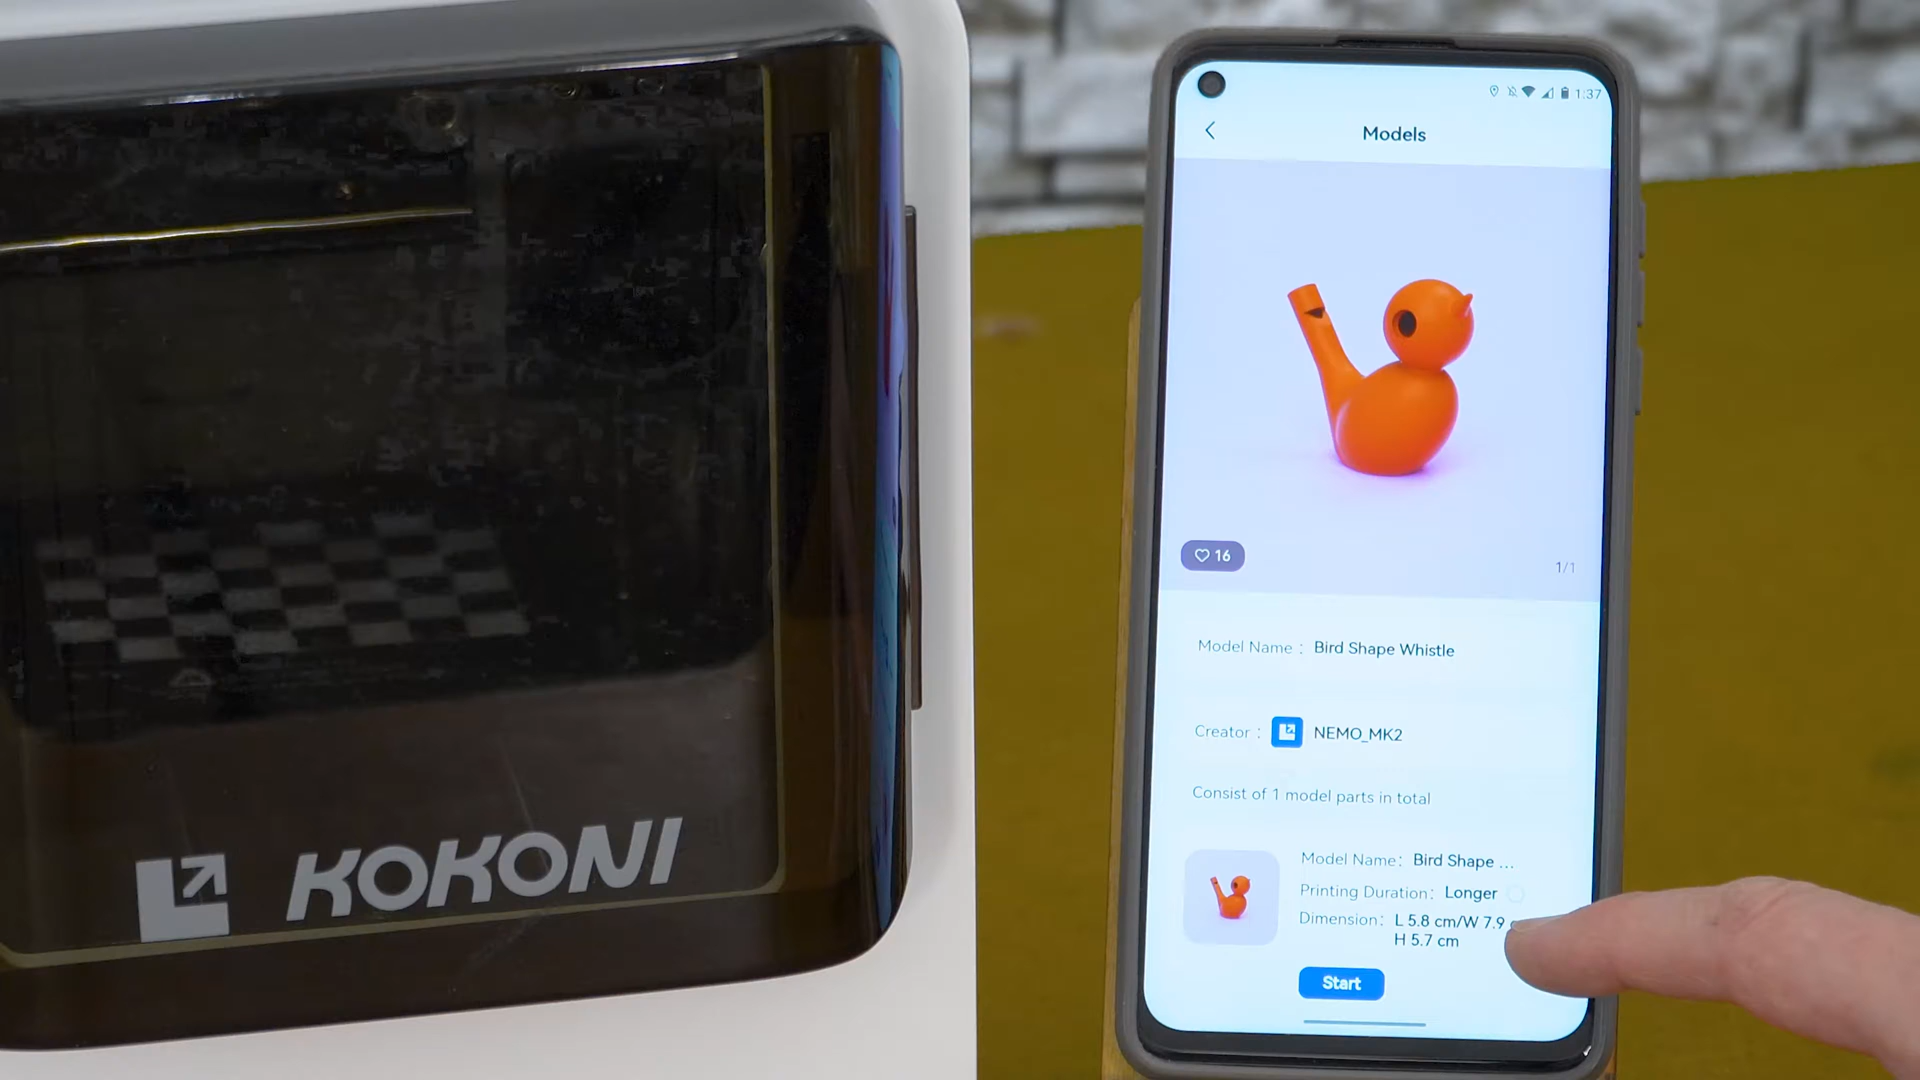 KOKONI
1:37
Models
16
1/1
Model Name : Bird Shape Whistle
Creator : NEMO_MK2
Consist of 1 model parts in total
Model Name: Bird Shape ...
Printing Duration: Longer
Dimension: L 5.8 cm/W 7.9
H 5.7 cm
Start